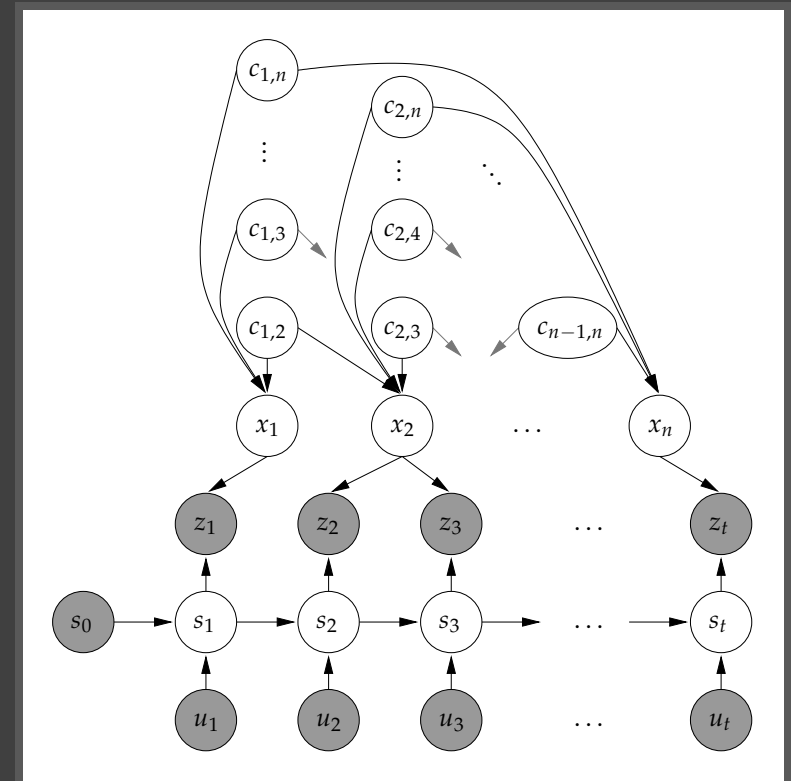 c₁,ₙ
c₂,ₙ
⋮
⋮ ⋱
c₁,₃ c₂,₄
c₁,₂ c₂,₃ cₙ₋₁,ₙ
x₁ x₂ … xₙ
z₁ z₂ z₃ … zₜ
s₀ s₁ s₂ s₃ … sₜ
u₁ u₂ u₃ … uₜ